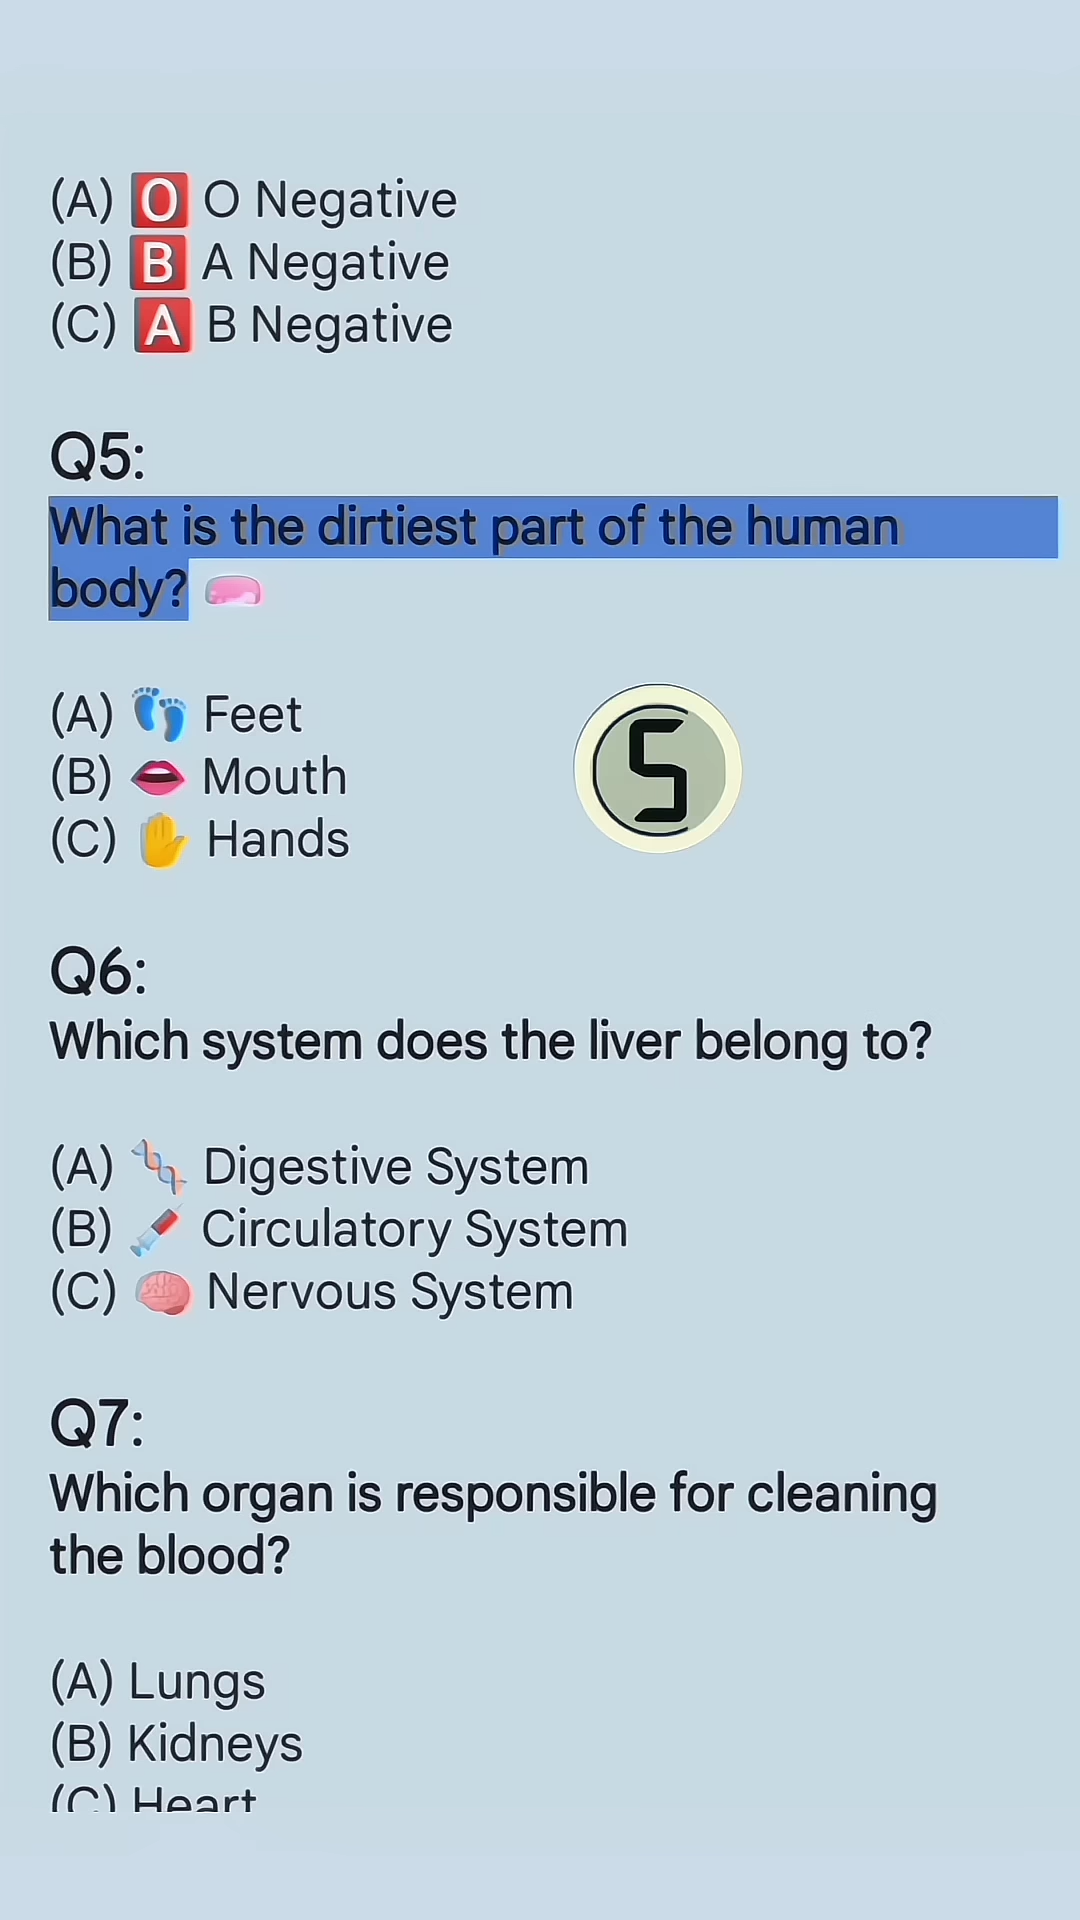 (A) 🅾️ O Negative
(B) 🅱️ A Negative
(C) 🅰️ B Negative
Q5:
What is the dirtiest part of the human
body? 🧼
(A) 👣 Feet
(B) 👄 Mouth
(C) 🤚 Hands
5
Q6:
Which system does the liver belong to?
(A) 🧬 Digestive System
(B) 💉 Circulatory System
(C) 🧠 Nervous System
Q7:
Which organ is responsible for cleaning
the blood?
(A) Lungs
(B) Kidneys
(C) Heart